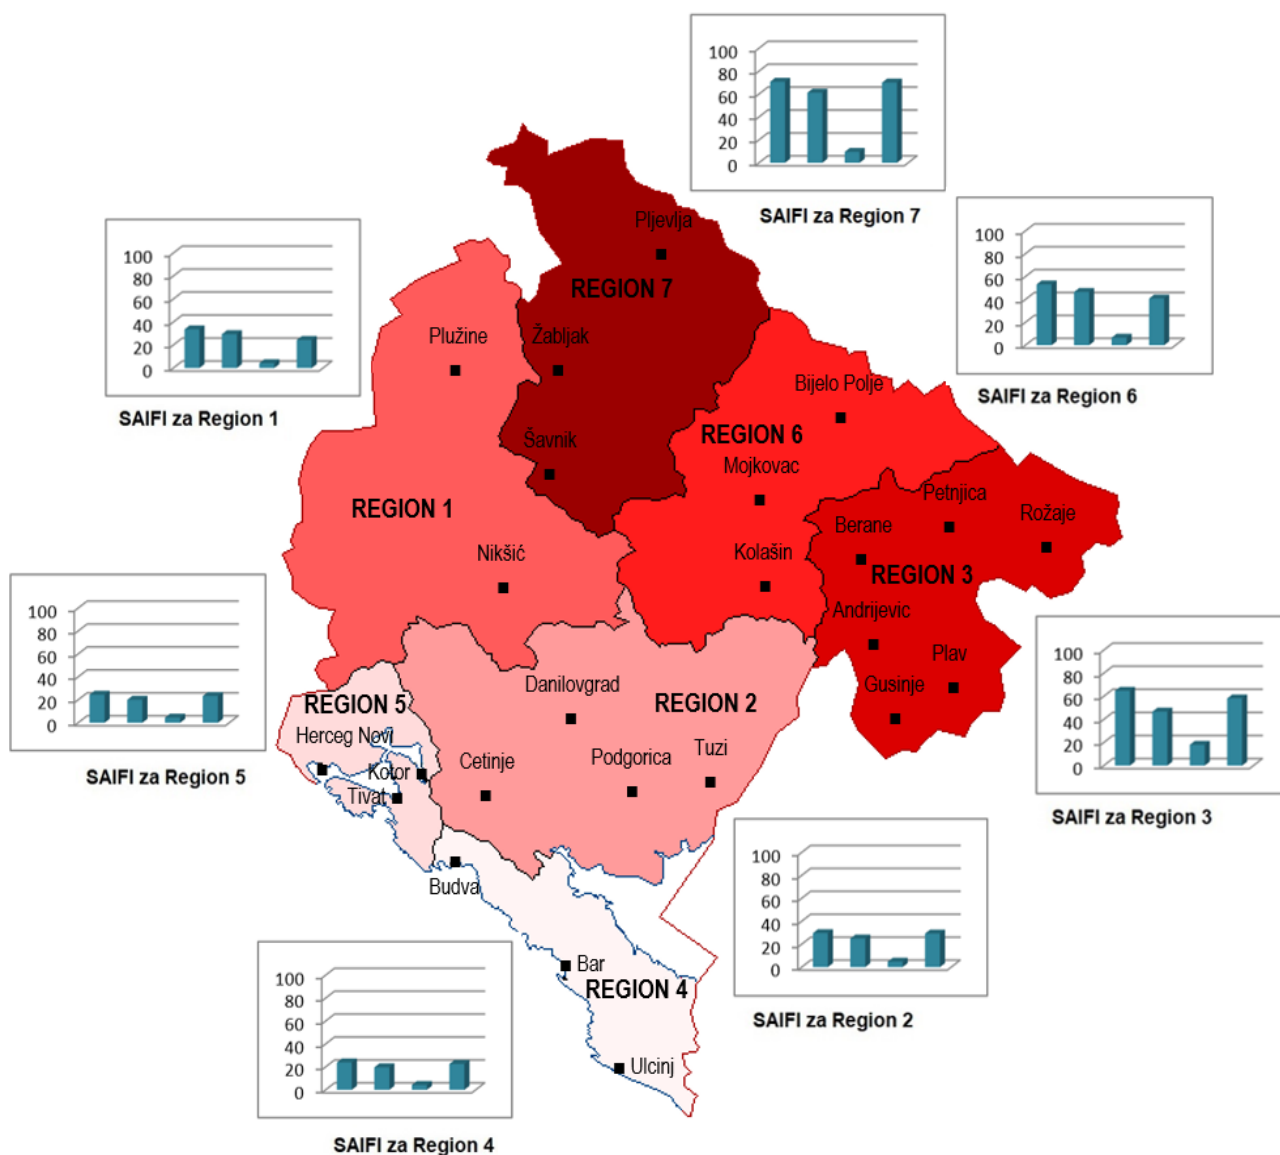 100
80
60
40
20
0
SAIFI za Region 7
100
80
60
40
20
0
SAIFI za Region 6
100
80
60
40
20
0
SAIFI za Region 1
Pljevlja
REGION 7
Plužine
Žabljak
Bijelo Polje
REGION 6
Šavnik
Mojkovac
Petnjica
REGION 1
Berane
Rožaje
Nikšić
Kolašin
REGION 3
100
80
60
40
20
0
SAIFI za Region 5
Andrijevic
Plav
Gusinje
100
80
60
40
20
0
SAIFI za Region 3
Danilovgrad
REGION 2
REGION 5
Herceg Novi
Kotor
Tivat
Cetinje
Podgorica
Tuzi
Budva
100
80
60
40
20
0
SAIFI za Region 2
Bar
REGION 4
Ulcinj
100
80
60
40
20
0
SAIFI za Region 4